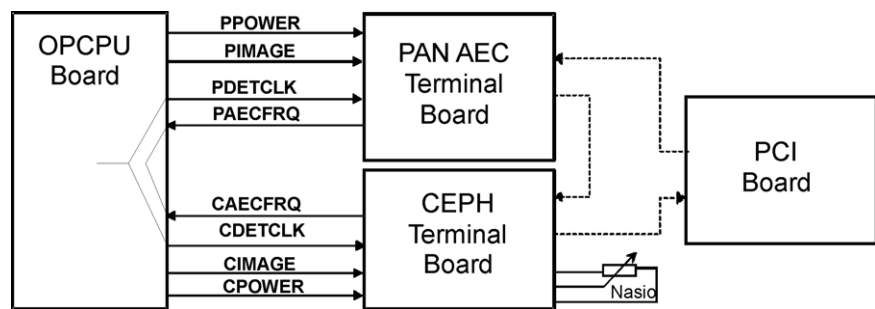 OPCPU
Board
PPOWER
PIMAGE
PDETCLK
PAECFRQ
CAECFRQ
CDETCLK
CIMAGE
CPOWER
PAN AEC
Terminal
Board
CEPH
Terminal
Board
Nasio
PCI
Board